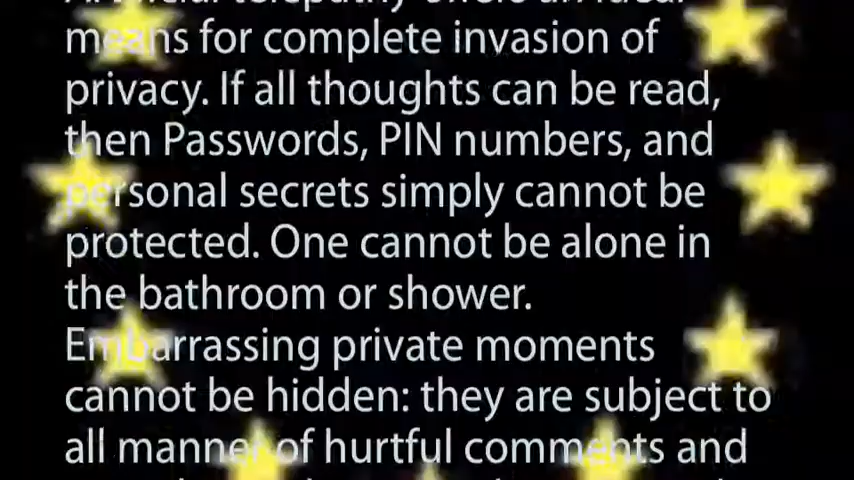 means for complete invasion of
privacy. If all thoughts can be read,
then Passwords, PIN numbers, and
personal secrets simply cannot be
protected. One cannot be alone in
the bathroom or shower.
Embarrassing private moments
cannot be hidden: they are subject to
all manner of hurtful comments and